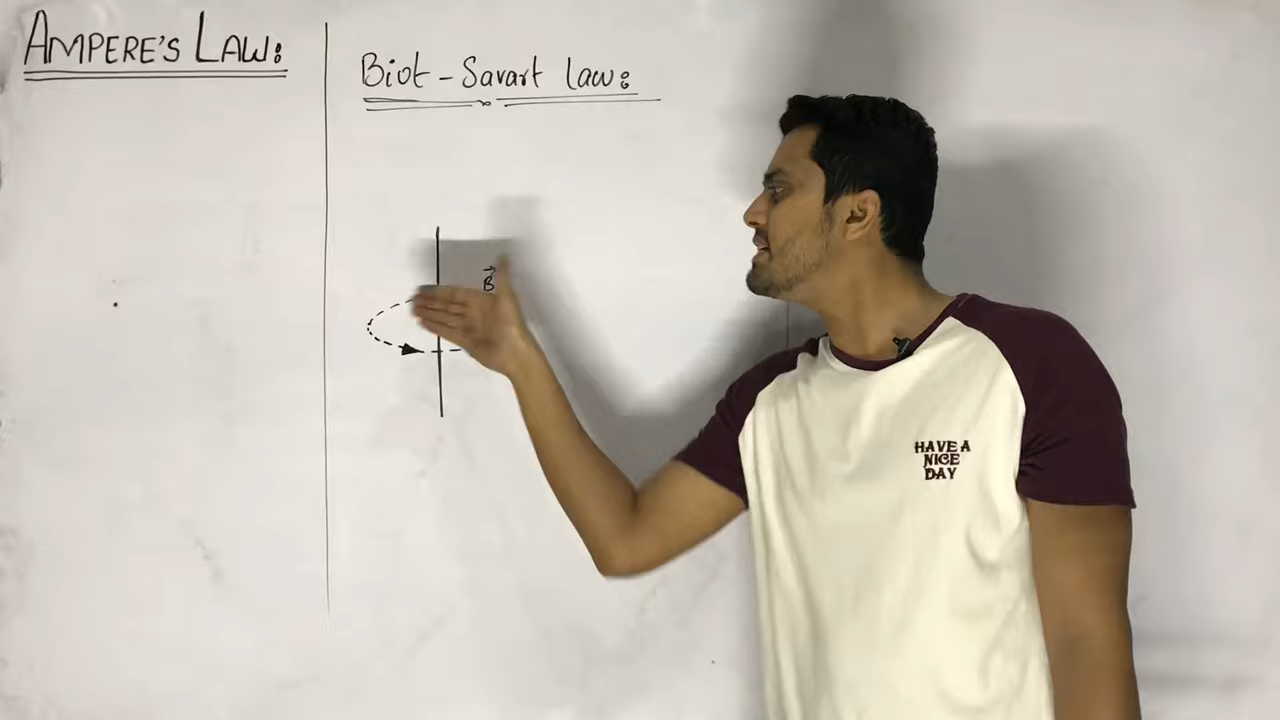 AMPERE'S LAW:
Biot - Savart law:
B
HAVE A
NICE
DAY